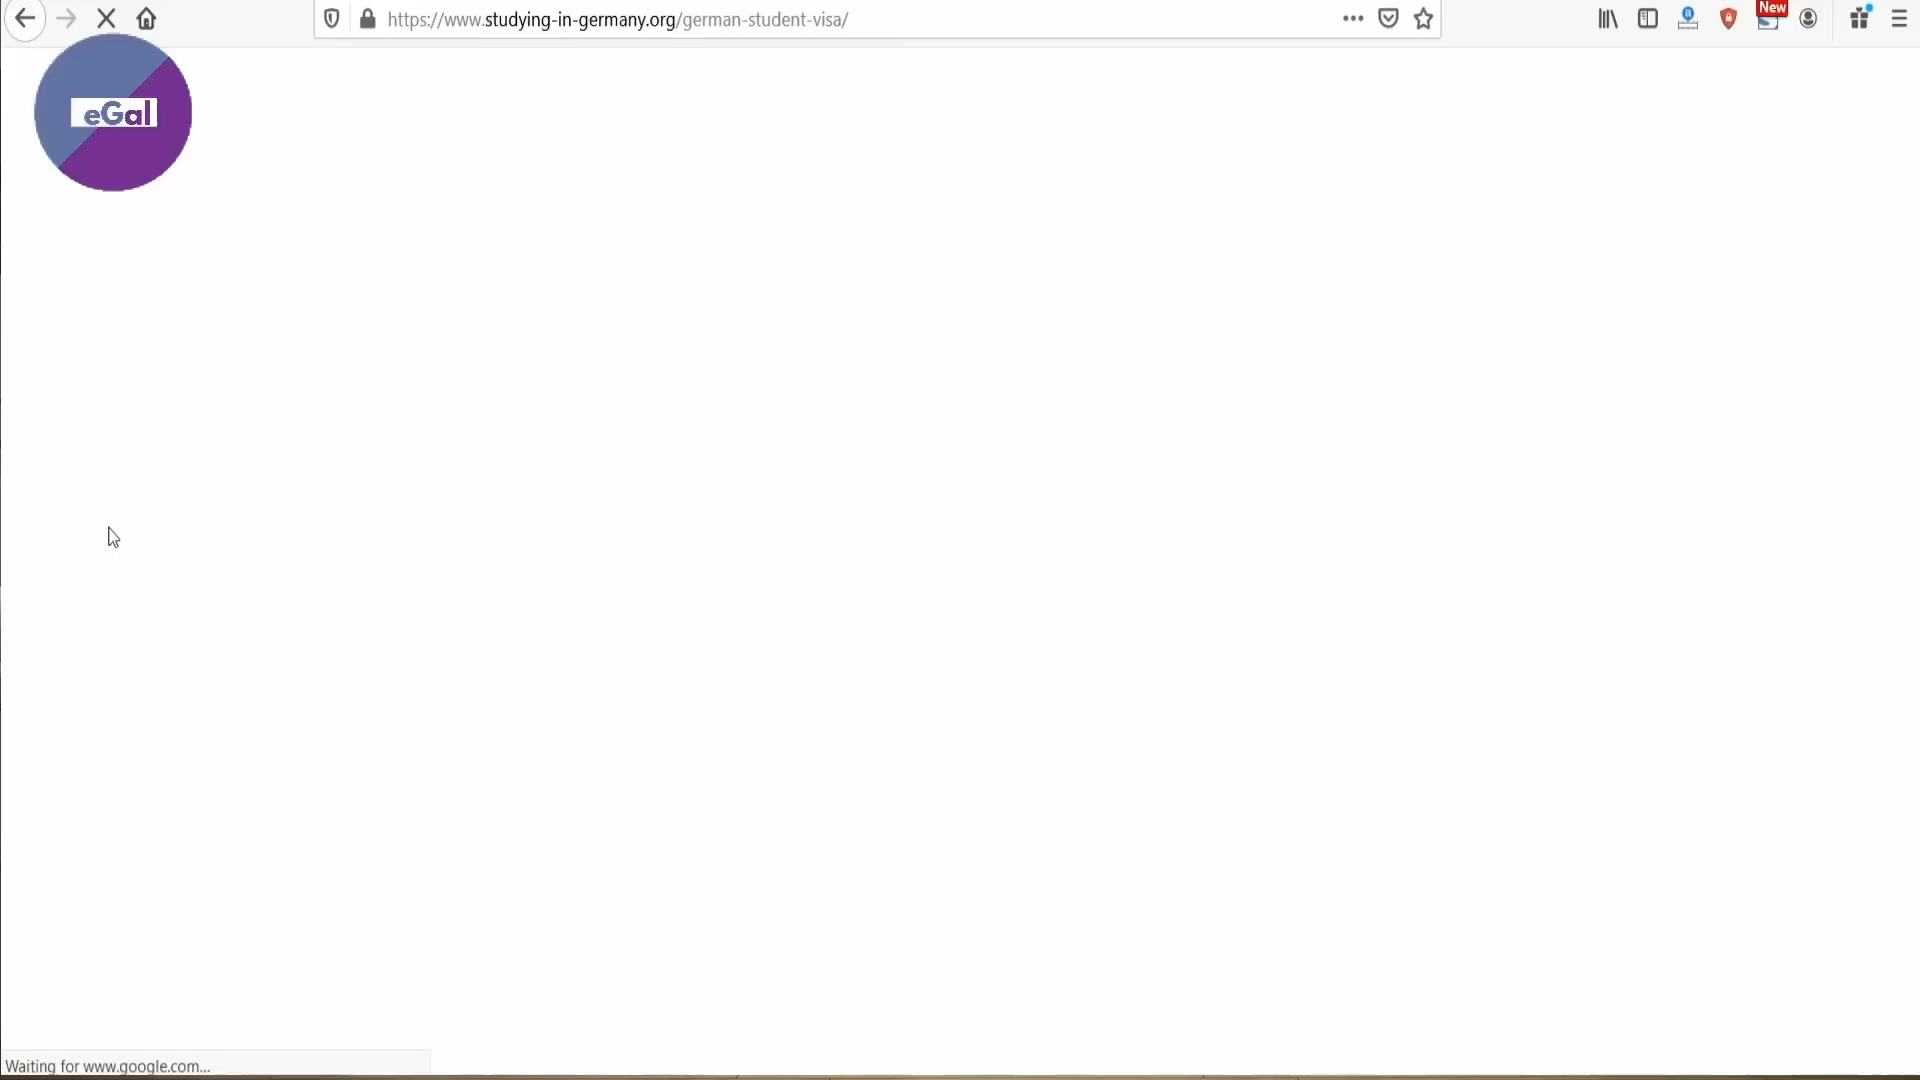 https://www.studying-in-germany.org/german-student-visa/
New
eGal
Waiting for www.google.com...